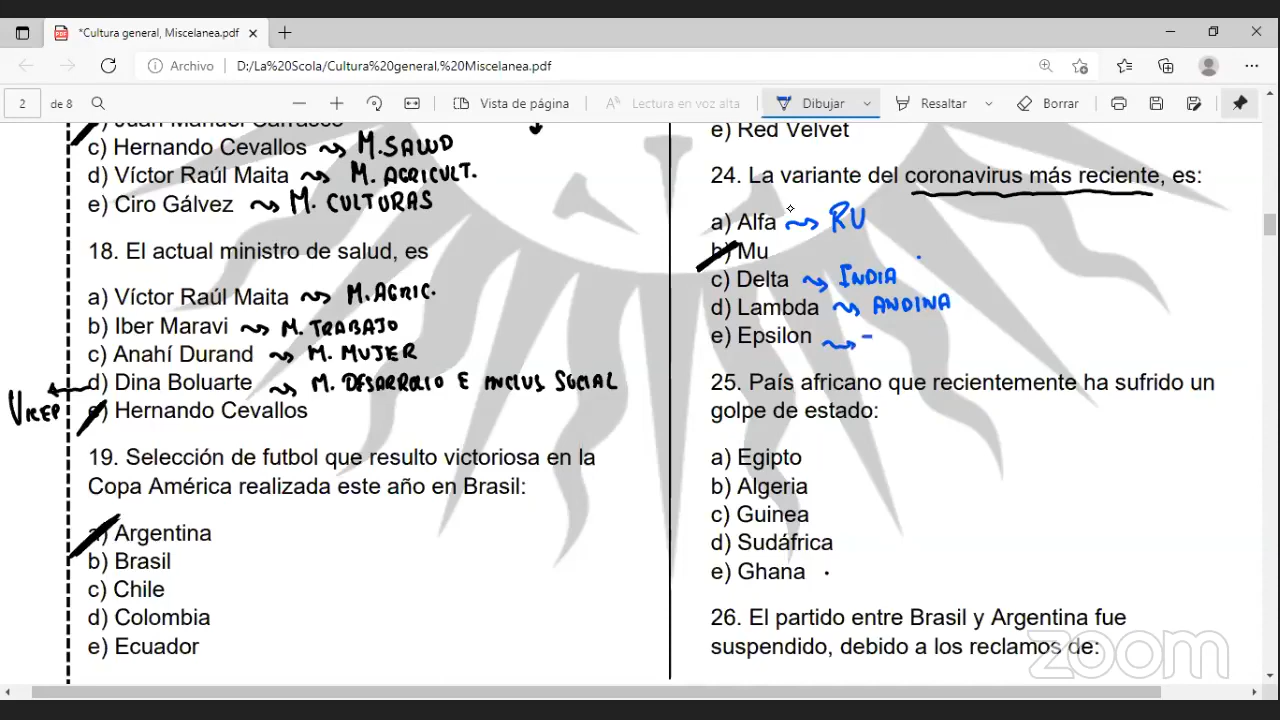 *Cultura general, Miscelanea.pdf
Archivo D:/La%20Scola/Cultura%20general,%20Miscelanea.pdf
2 de 8 Vista de página Lectura en voz alta Dibujar Resaltar Borrar
Juan Manuel Carrasco
c) Hernando Cevallos M. SALUD
d) Víctor Raúl Maita M. AGRICULT.
e) Ciro Gálvez M. CULTURAS
18. El actual ministro de salud, es
a) Víctor Raúl Maita M. AGRIC.
b) Iber Maravi M. TRABAJO
c) Anahí Durand M. MUJER
d) Dina Boluarte M. DESARROLLO E INCLUS SOCIAL
VICEP e) Hernando Cevallos
19. Selección de futbol que resulto victoriosa en la
Copa América realizada este año en Brasil:
a) Argentina
b) Brasil
c) Chile
d) Colombia
e) Ecuador
e) Red Velvet
24. La variante del coronavirus más reciente, es:
a) Alfa RU
b) Mu
c) Delta INDIA
d) Lambda ANDINA
e) Epsilon -
25. País africano que recientemente ha sufrido un
golpe de estado:
a) Egipto
b) Algeria
c) Guinea
d) Sudáfrica
e) Ghana
26. El partido entre Brasil y Argentina fue
suspendido, debido a los reclamos de:
zoom